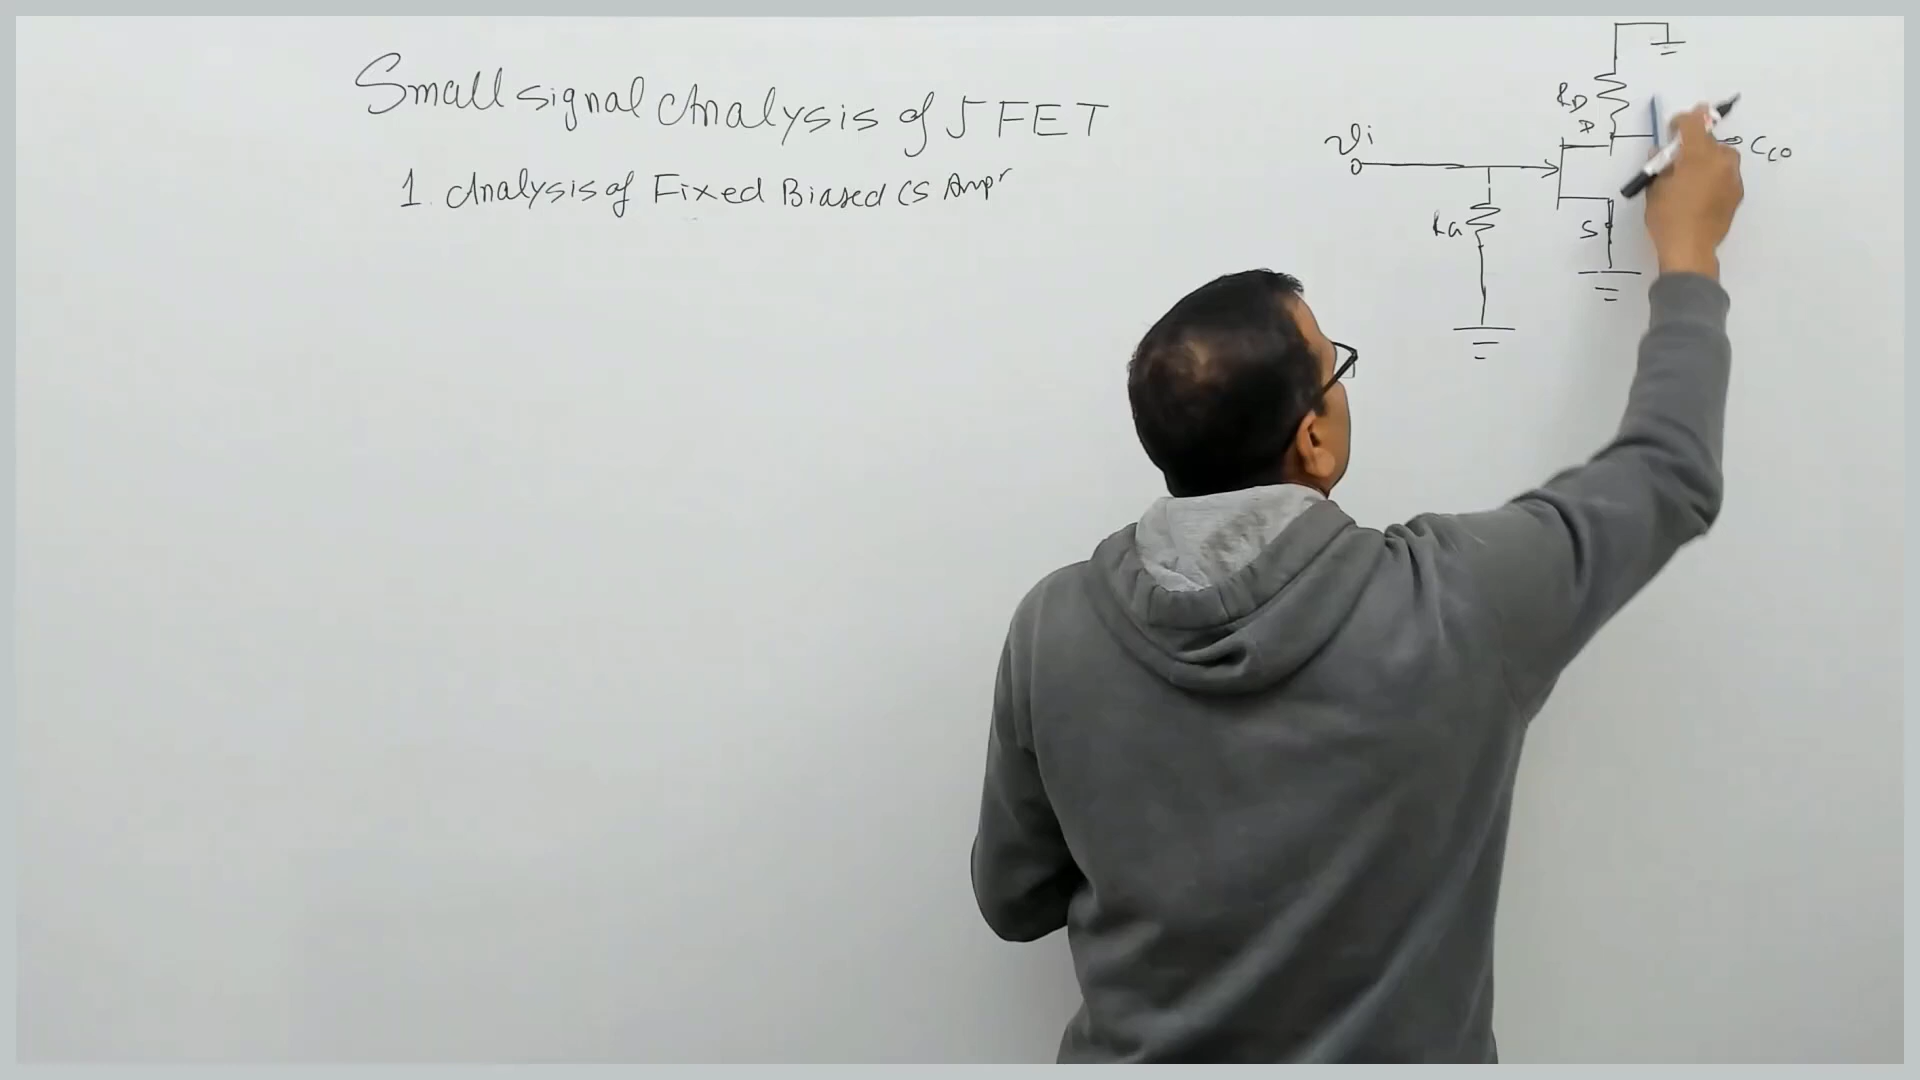 Small signal Analysis of JFET
1. Analysis of Fixed Biased CS Ampr
RD
D
Vi
CCO
RG
S